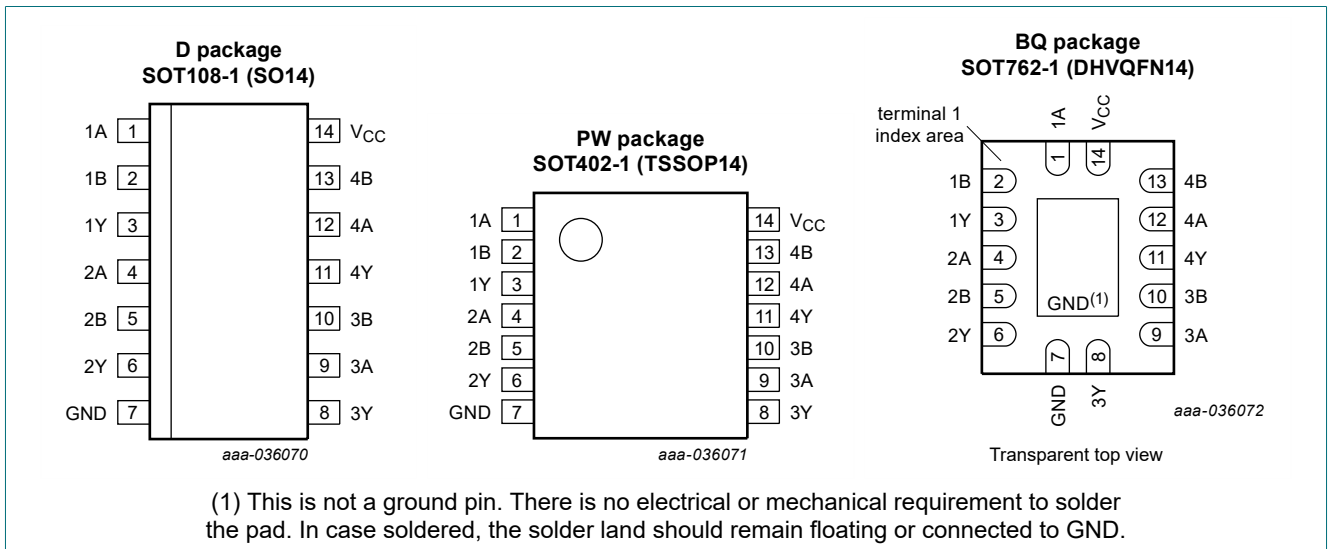 D package
SOT108-1 (SO14)
1A 1
1B 2
1Y 3
2A 4
2B 5
2Y 6
GND 7
14 VCC
13 4B
12 4A
11 4Y
10 3B
9 3A
8 3Y
aaa-036070
PW package
SOT402-1 (TSSOP14)
1A 1
1B 2
1Y 3
2A 4
2B 5
2Y 6
GND 7
14 VCC
13 4B
12 4A
11 4Y
10 3B
9 3A
8 3Y
aaa-036071
BQ package
SOT762-1 (DHVQFN14)
terminal 1
index area
1A 1
VCC 14
1B 2
1Y 3
2A 4
2B 5
2Y 6
13 4B
12 4A
11 4Y
10 3B
9 3A
GND(1)
7 GND
8 3Y
aaa-036072
Transparent top view
(1) This is not a ground pin. There is no electrical or mechanical requirement to solder
the pad. In case soldered, the solder land should remain floating or connected to GND.